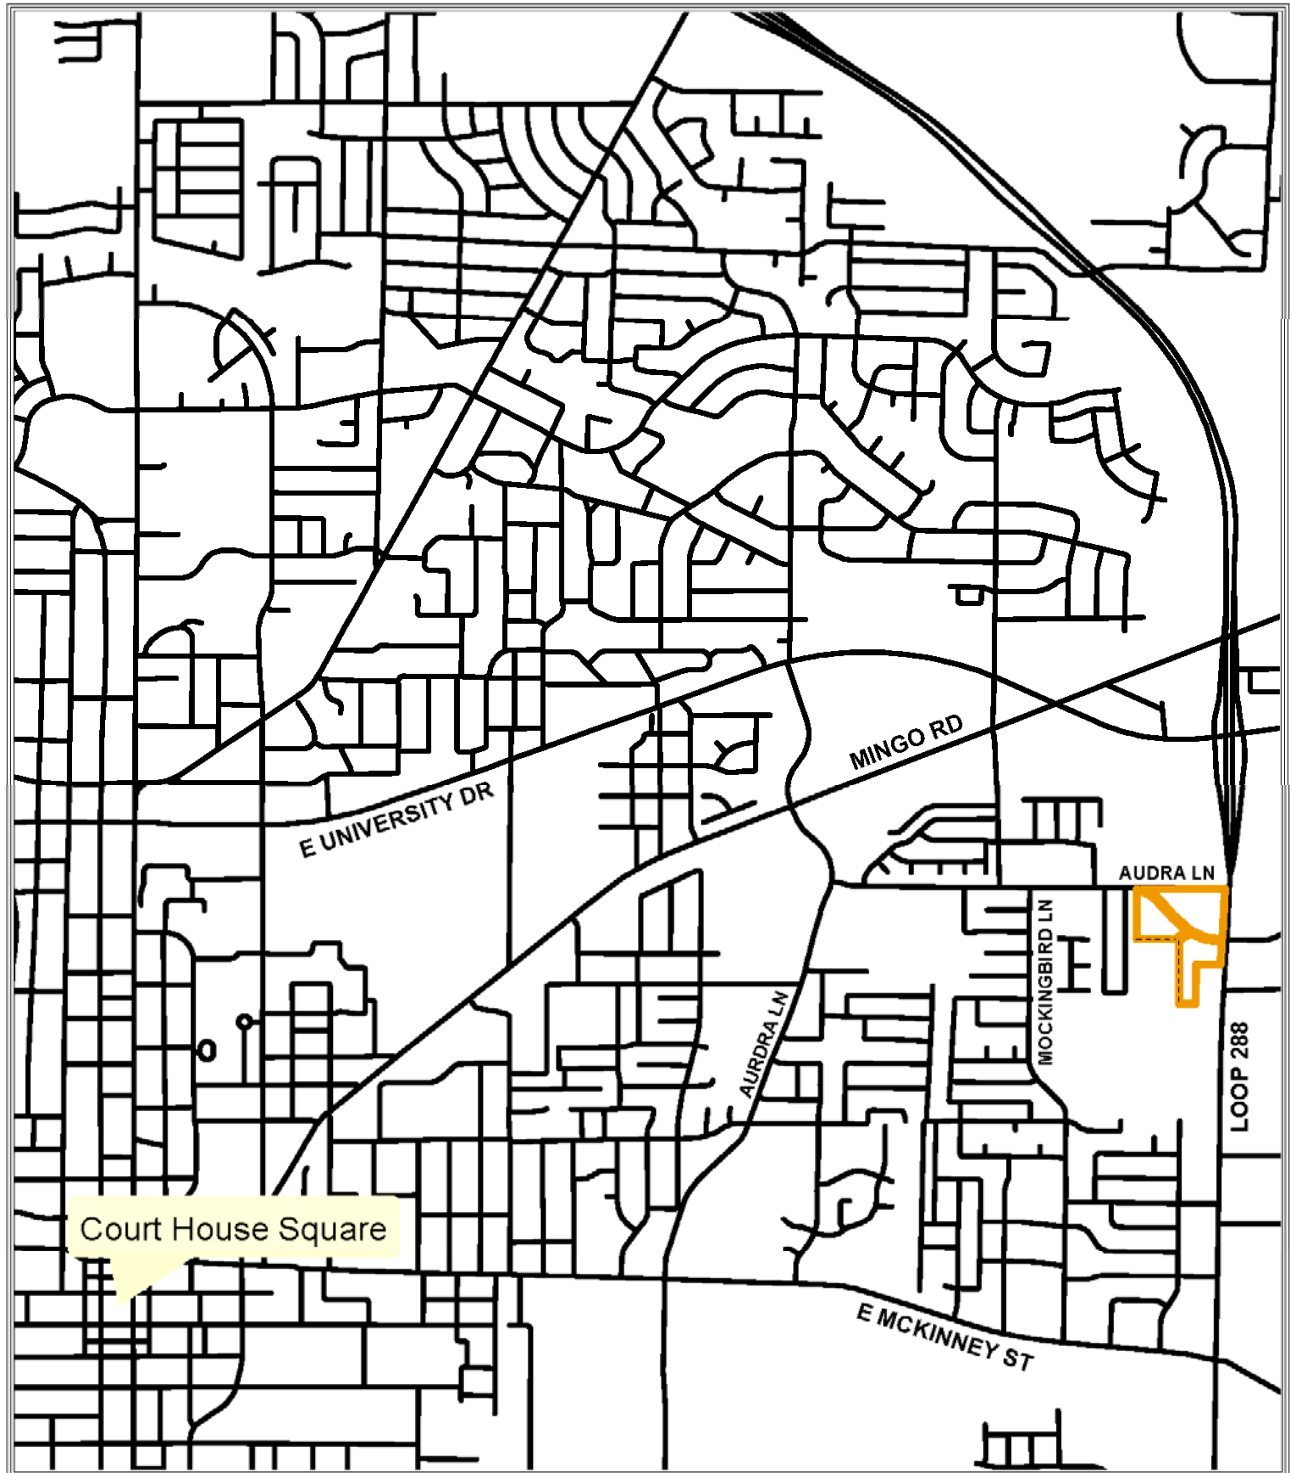 MINGO RD
E UNIVERSITY DR
AUDRA LN
MOCKINGBIRD LN
AURDRA LN
LOOP 288
Court House Square
E MCKINNEY ST